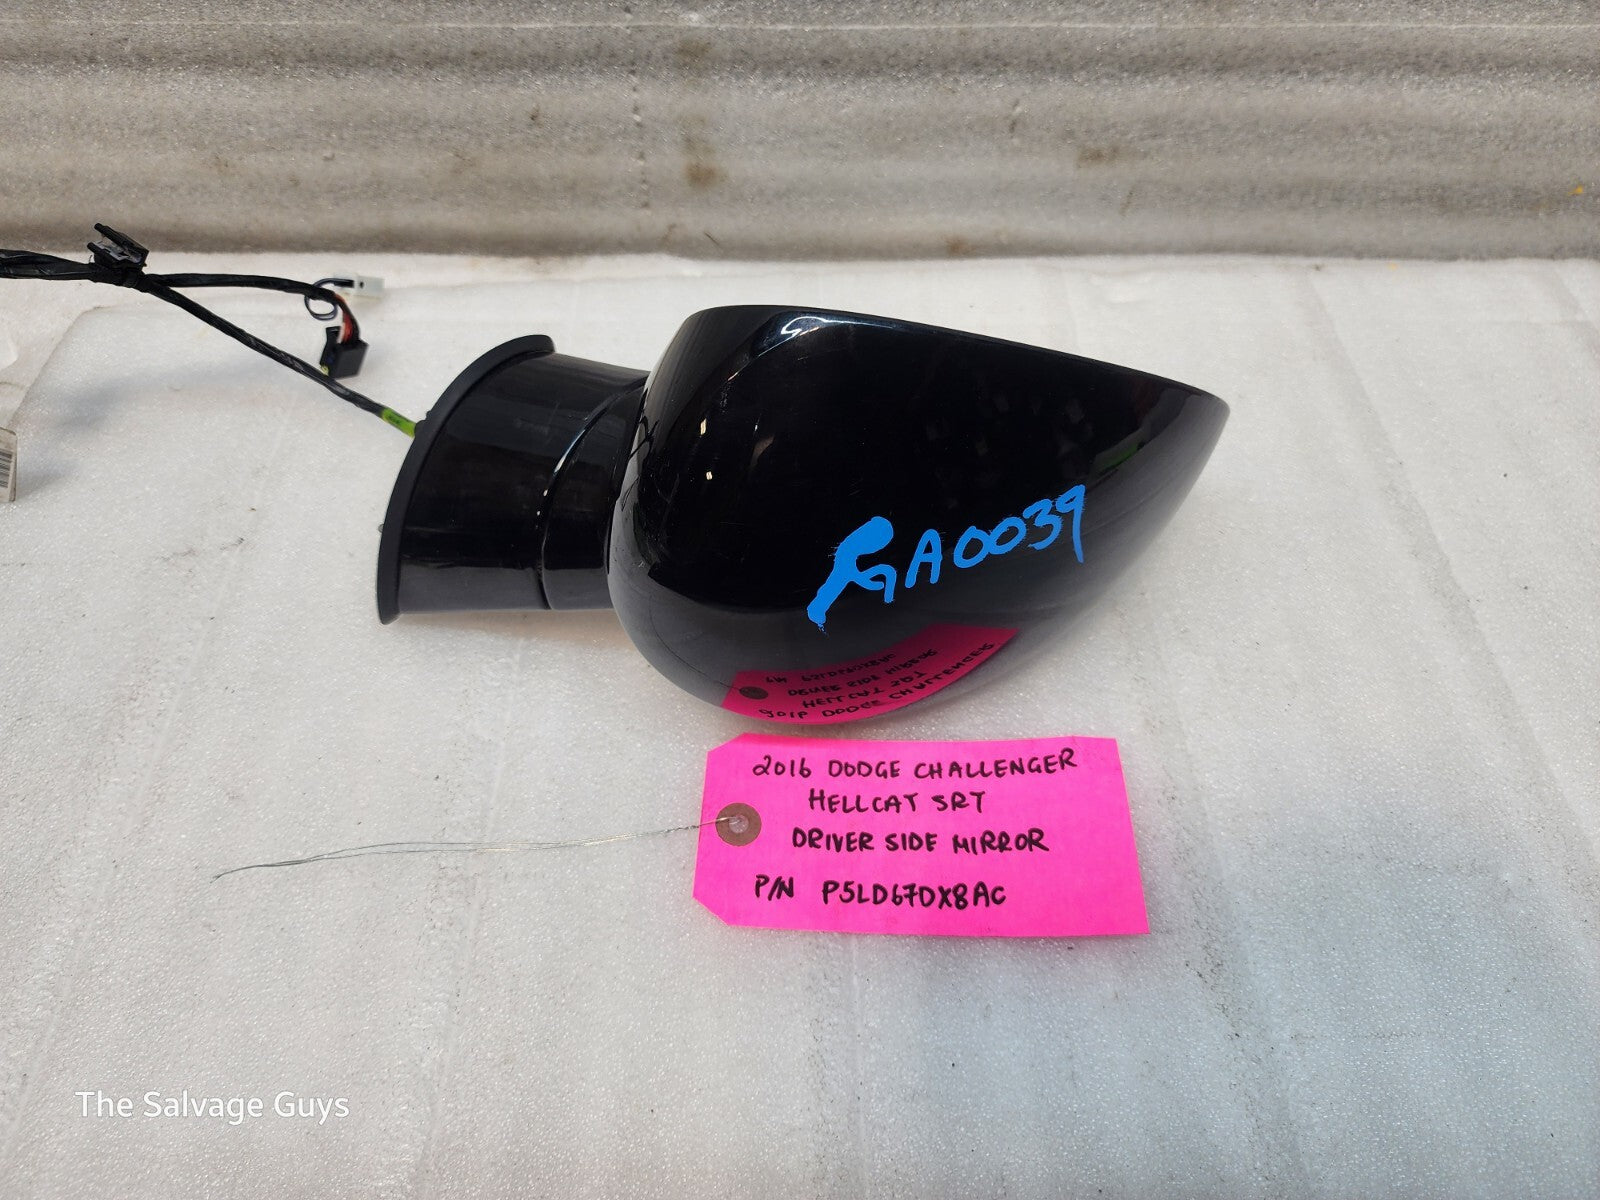 GA0039
2016 DODGE CHALLENGER
HELLCAT SRT
DRIVER SIDE MIRROR
P/N P5LD67DX8AC
The Salvage Guys